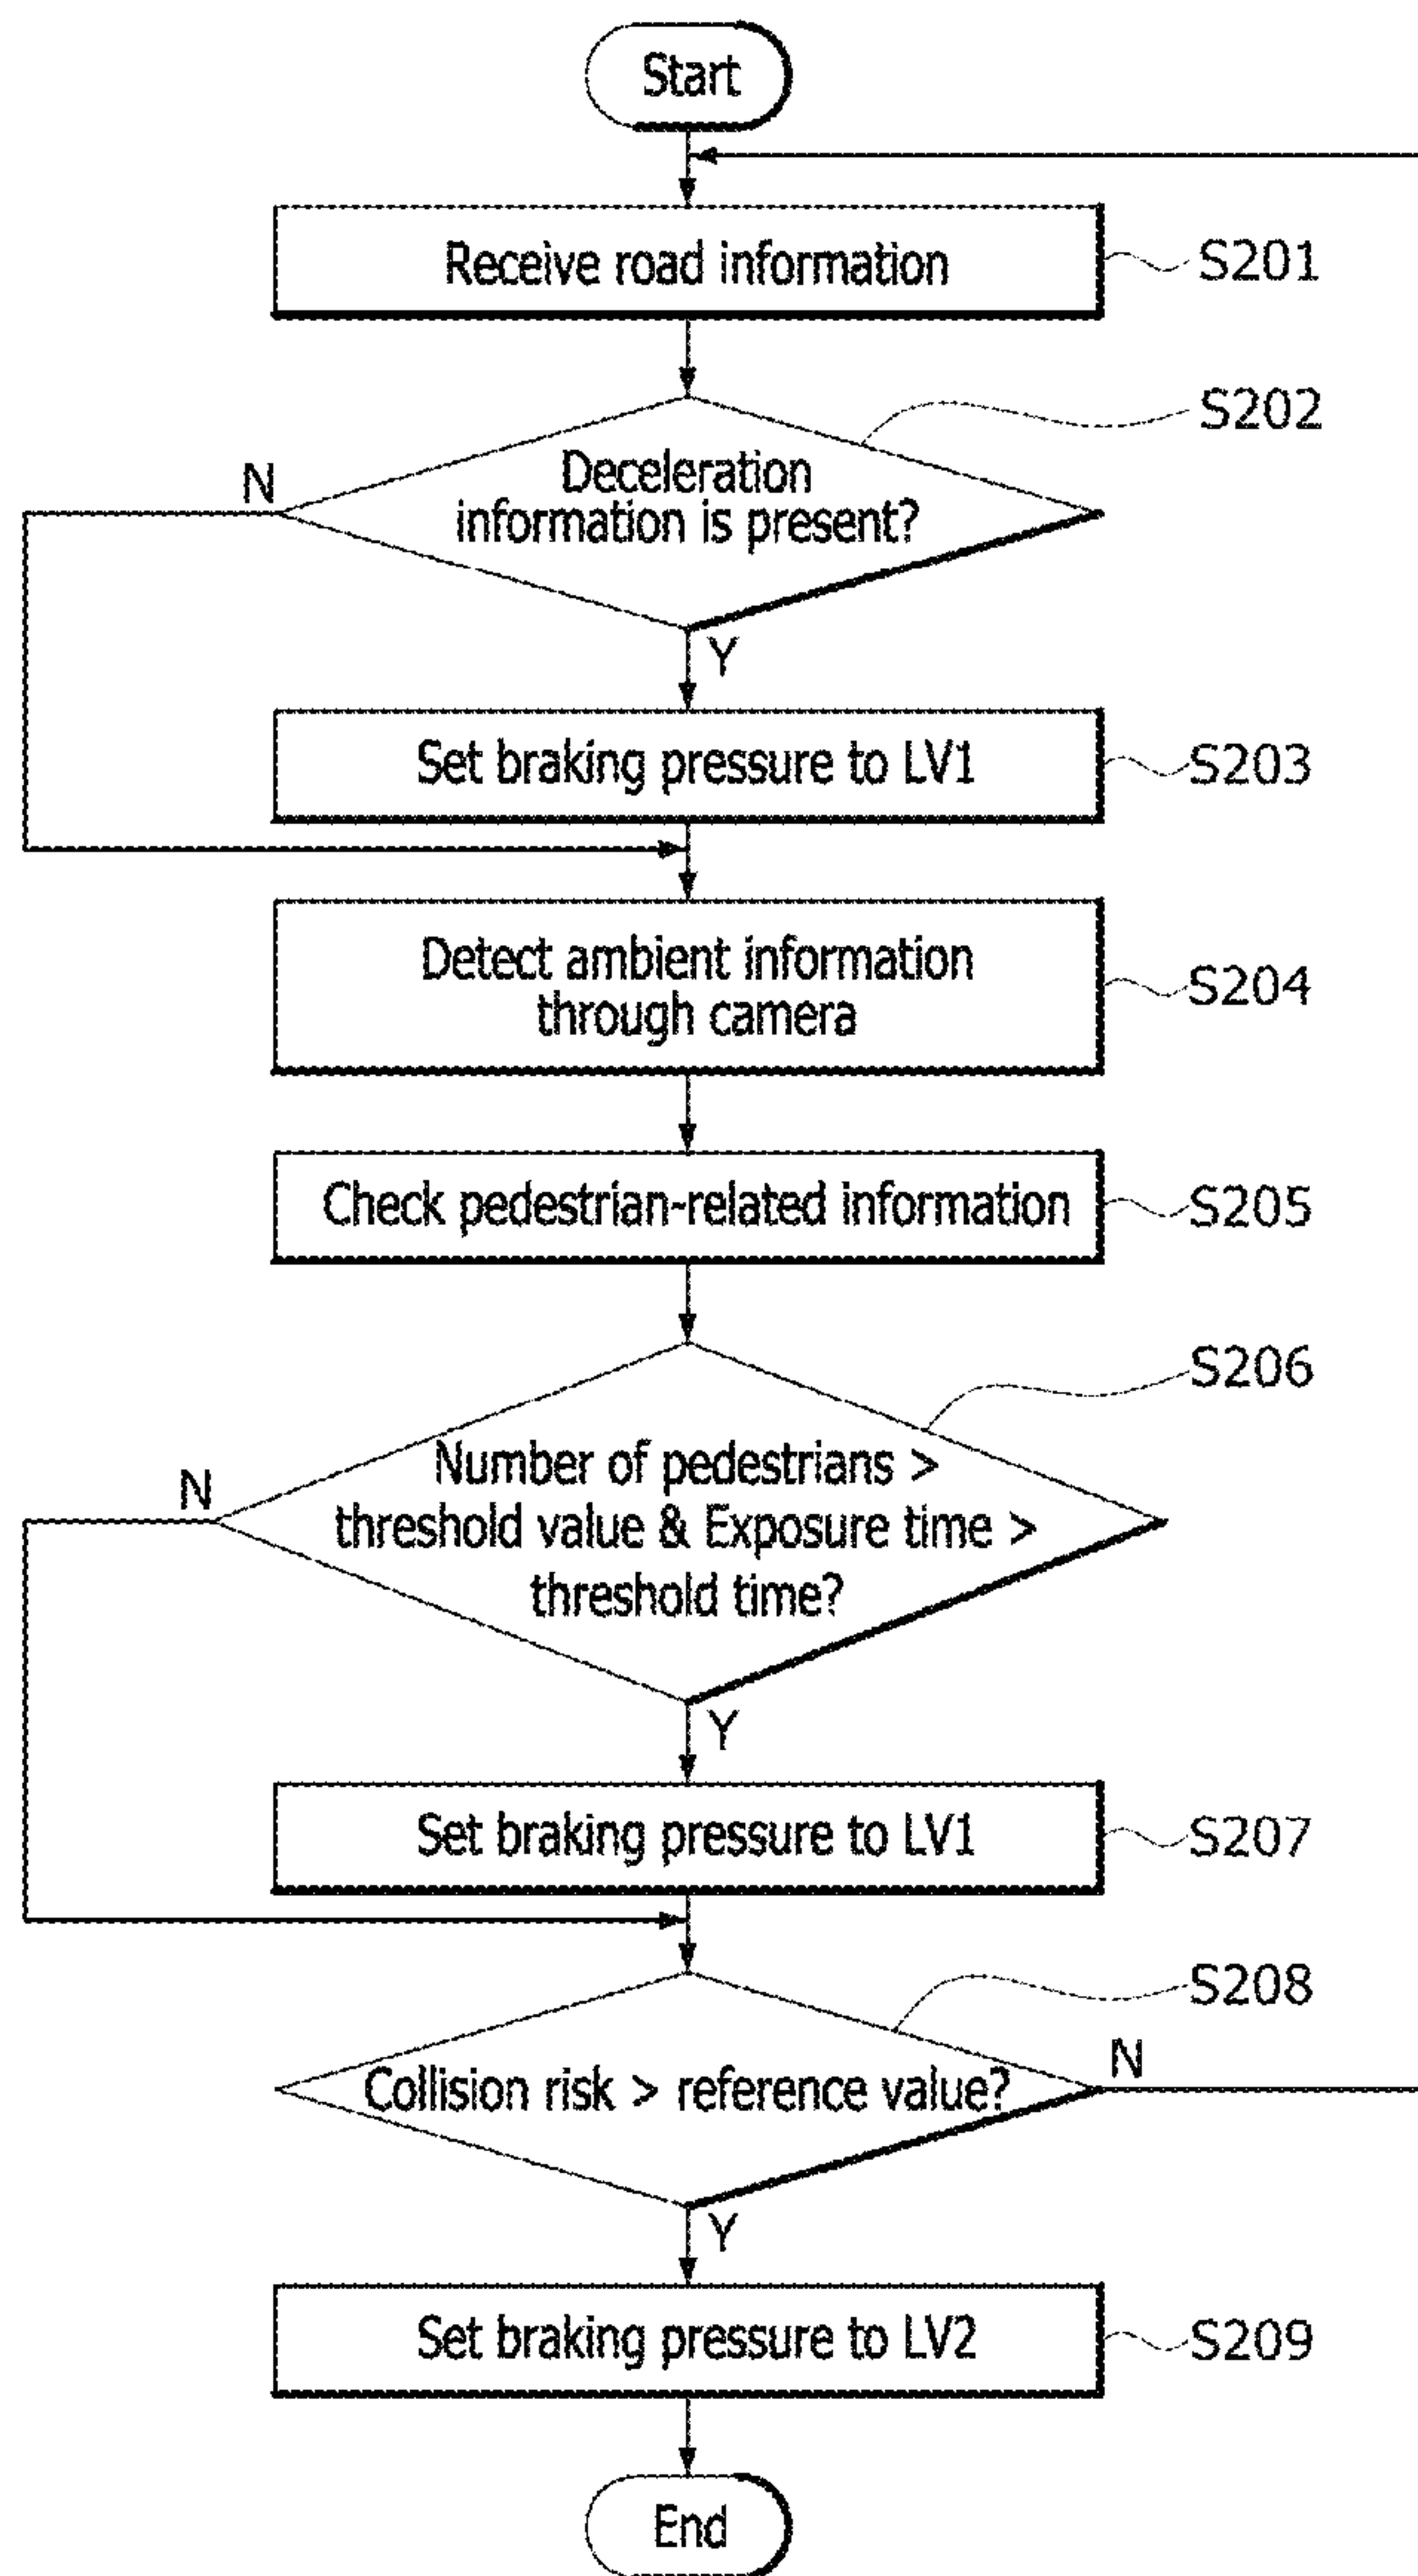 Start
Receive road information
S201
S202
Deceleration
information is present?
N
Y
Set braking pressure to LV1
S203
Detect ambient information
through camera
S204
Check pedestrian-related information
S205
S206
Number of pedestrians >
threshold value & Exposure time >
threshold time?
N
Y
Set braking pressure to LV1
S207
S208
Collision risk > reference value?
N
Y
Set braking pressure to LV2
S209
End